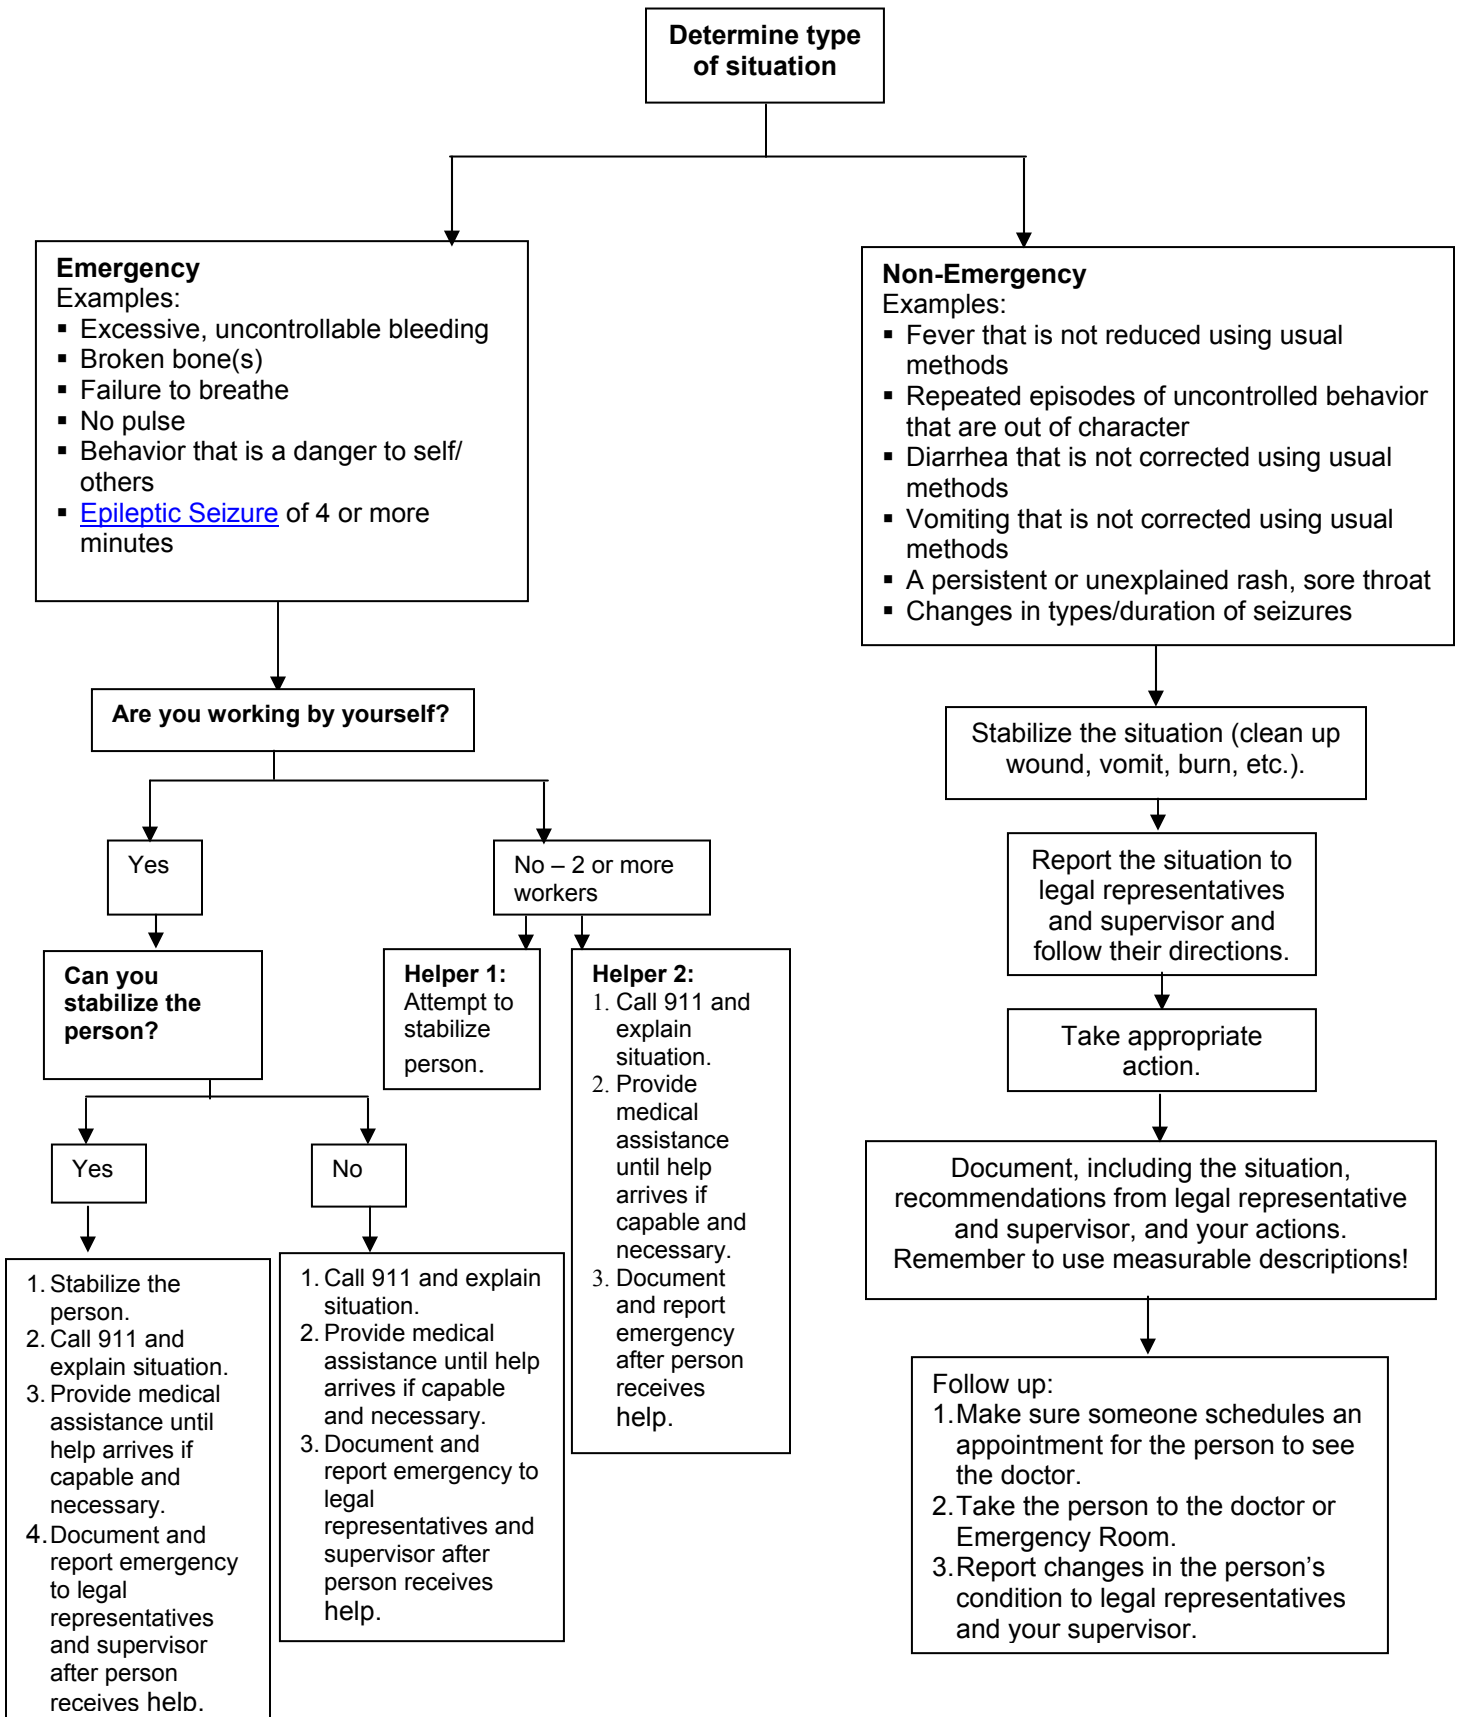 Determine type
of situation
Emergency
Examples:
▪ Excessive, uncontrollable bleeding
▪ Broken bone(s)
▪ Failure to breathe
▪ No pulse
▪ Behavior that is a danger to self/
others
▪ Epileptic Seizure of 4 or more
minutes
Non-Emergency
Examples:
▪ Fever that is not reduced using usual
methods
▪ Repeated episodes of uncontrolled behavior
that are out of character
▪ Diarrhea that is not corrected using usual
methods
▪ Vomiting that is not corrected using usual
methods
▪ A persistent or unexplained rash, sore throat
▪ Changes in types/duration of seizures
Are you working by yourself?
Yes
No – 2 or more
workers
Can you
stabilize the
person?
Helper 1:
Attempt to
stabilize
person.
Helper 2:
1. Call 911 and
explain
situation.
2. Provide
medical
assistance
until help
arrives if
capable and
necessary.
3. Document
and report
emergency
after person
receives
help.
Yes
No
1. Stabilize the
person.
2. Call 911 and
explain situation.
3. Provide medical
assistance until
help arrives if
capable and
necessary.
4. Document and
report emergency
to legal
representatives
and supervisor
after person
receives help.
1. Call 911 and explain
situation.
2. Provide medical
assistance until help
arrives if capable
and necessary.
3. Document and
report emergency to
legal
representatives and
supervisor after
person receives
help.
Stabilize the situation (clean up
wound, vomit, burn, etc.).
Report the situation to
legal representatives
and supervisor and
follow their directions.
Take appropriate
action.
Document, including the situation,
recommendations from legal representative
and supervisor, and your actions.
Remember to use measurable descriptions!
Follow up:
1. Make sure someone schedules an
appointment for the person to see
the doctor.
2. Take the person to the doctor or
Emergency Room.
3. Report changes in the person’s
condition to legal representatives
and your supervisor.